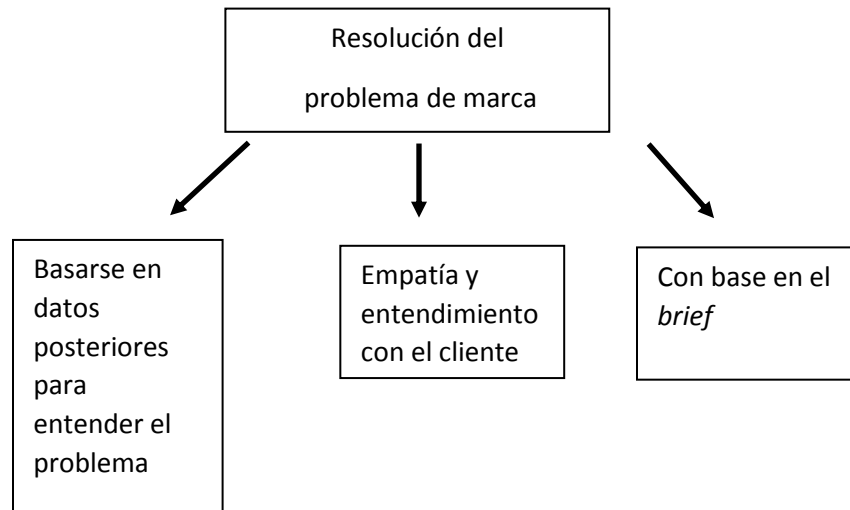 Resolución del
problema de marca
Basarse en
datos
posteriores
para
entender el
problema
Empatía y
entendimiento
con el cliente
Con base en el
brief